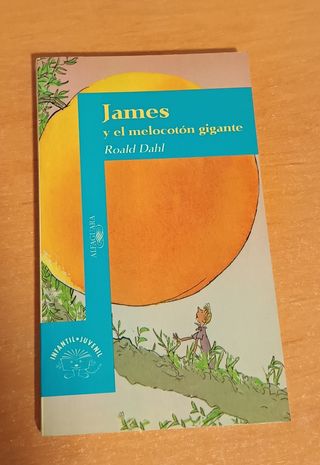 James
y el melocotón gigante
Roald Dahl
ALFAGUARA
INFANTIL•JUVENIL